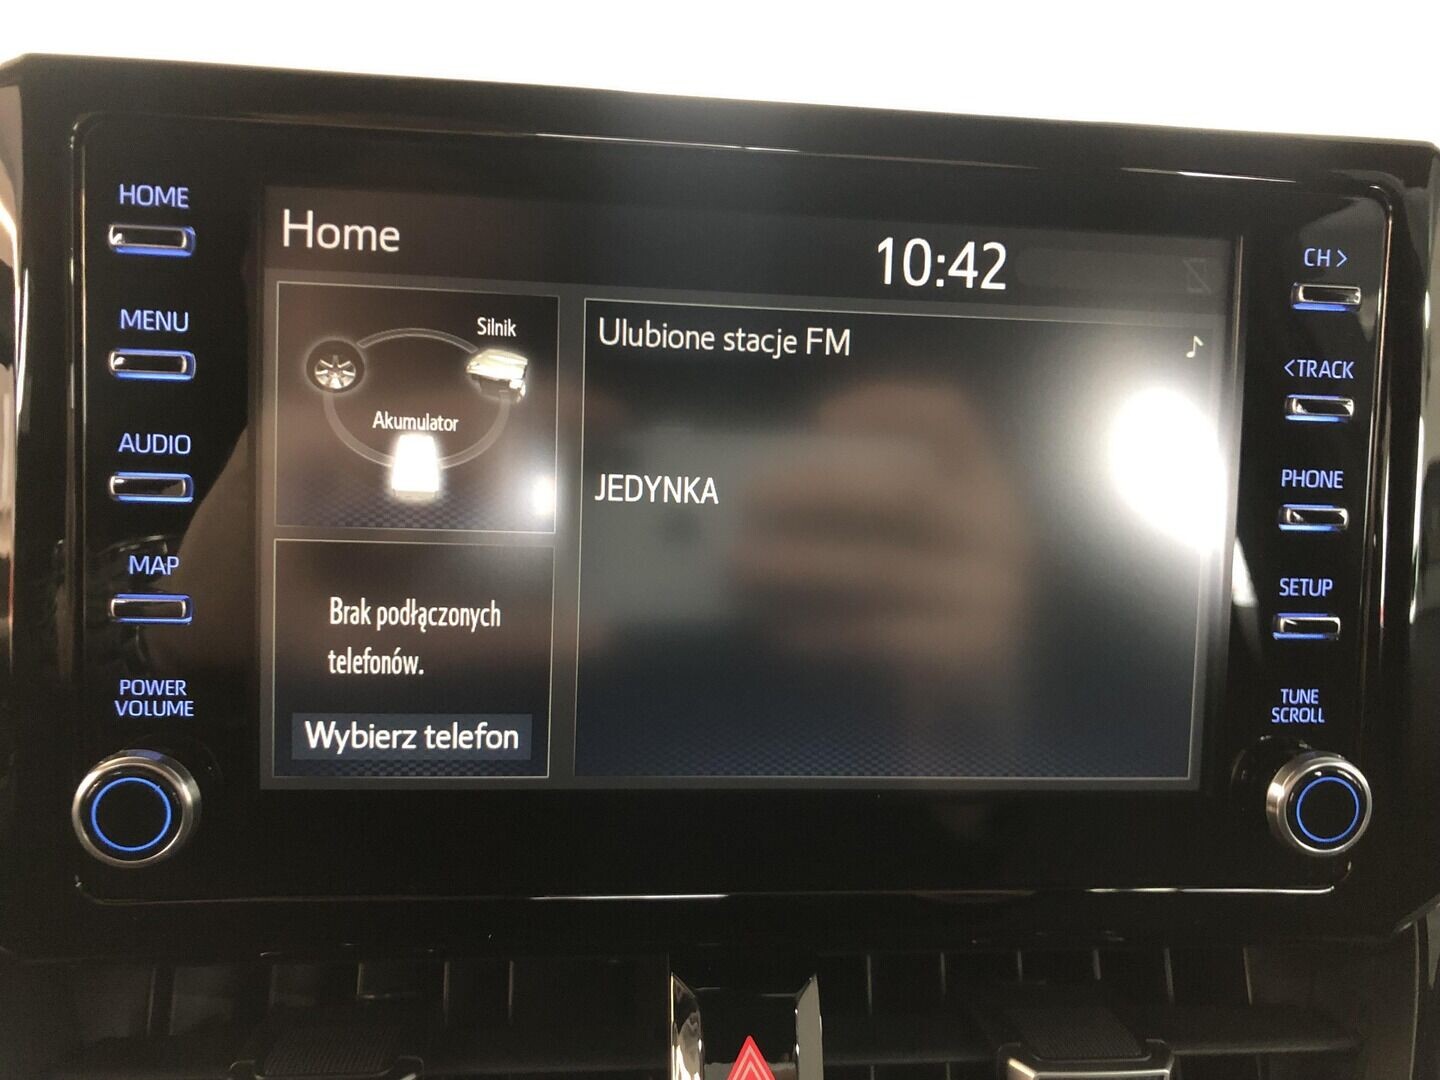 HOME
MENU
AUDIO
MAP
POWER
VOLUME
Home
10:42
Silnik
Akumulator
Brak podłączonych
telefonów.
Wybierz telefon
Ulubione stacje FM
JEDYNKA
CH >
<TRACK
PHONE
SETUP
TUNE
SCROLL